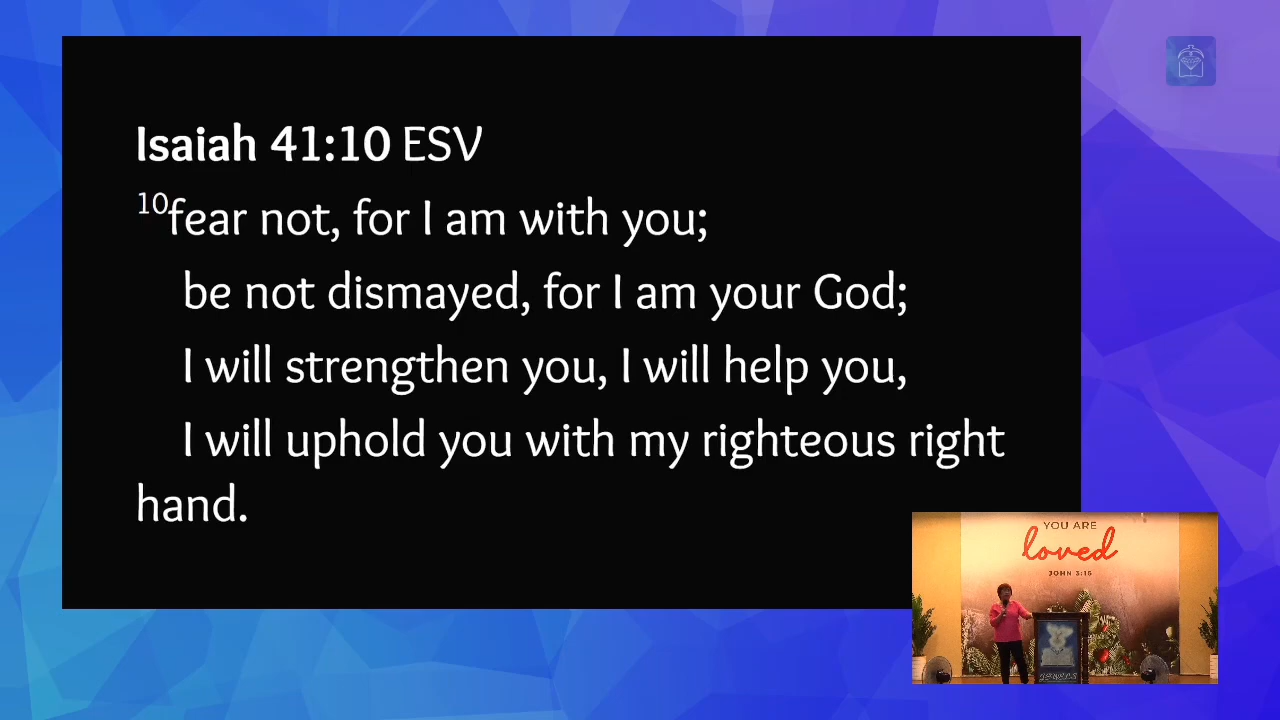 Isaiah 41:10 ESV
10fear not, for I am with you;
be not dismayed, for I am your God;
I will strengthen you, I will help you,
I will uphold you with my righteous right
hand.
YOU ARE
loved
JOHN 3:16
JEWELS